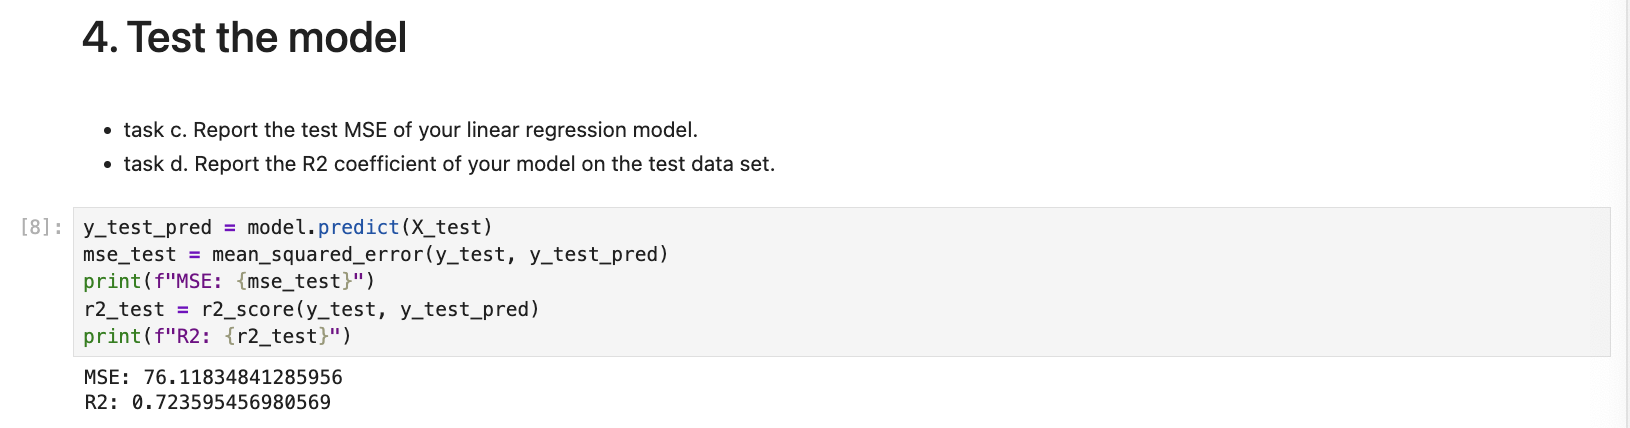 4. Test the model
• task c. Report the test MSE of your linear regression model.
• task d. Report the R2 coefficient of your model on the test data set.
[8]:
y_test_pred = model.predict(X_test)
mse_test = mean_squared_error(y_test, y_test_pred)
print(f"MSE: {mse_test}")
r2_test = r2_score(y_test, y_test_pred)
print(f"R2: {r2_test}")
MSE: 76.11834841285956
R2: 0.723595456980569